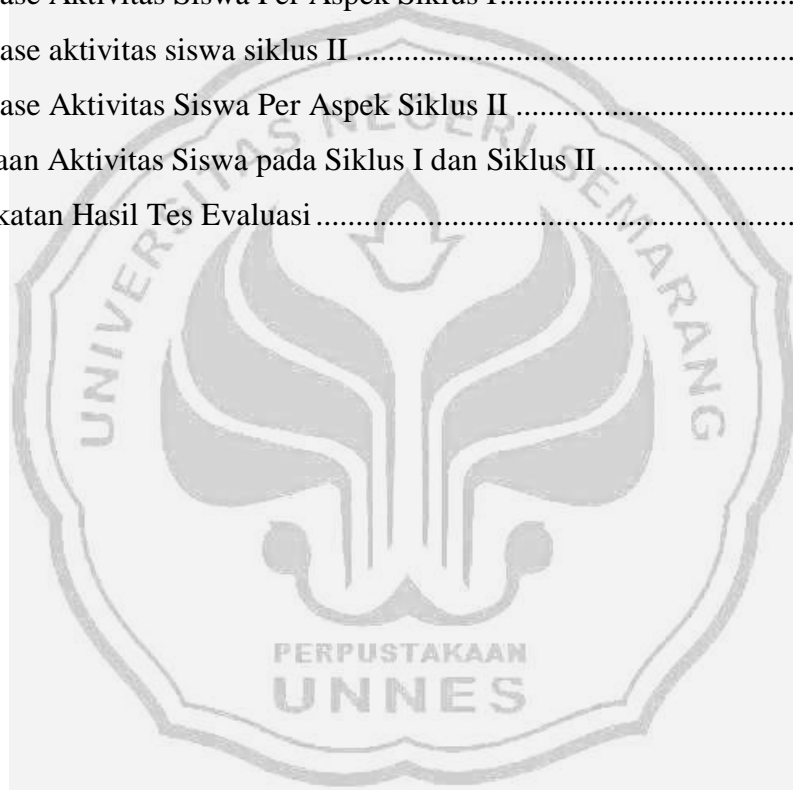 ase Aktivitas Siswa Per Aspek Siklus I
ase aktivitas siswa siklus II
ase Aktivitas Siswa Per Aspek Siklus II
aan Aktivitas Siswa pada Siklus I dan Siklus II
katan Hasil Tes Evaluasi
UNIVERSITAS NEGERI SEMARANG
PERPUSTAKAAN
UNNES